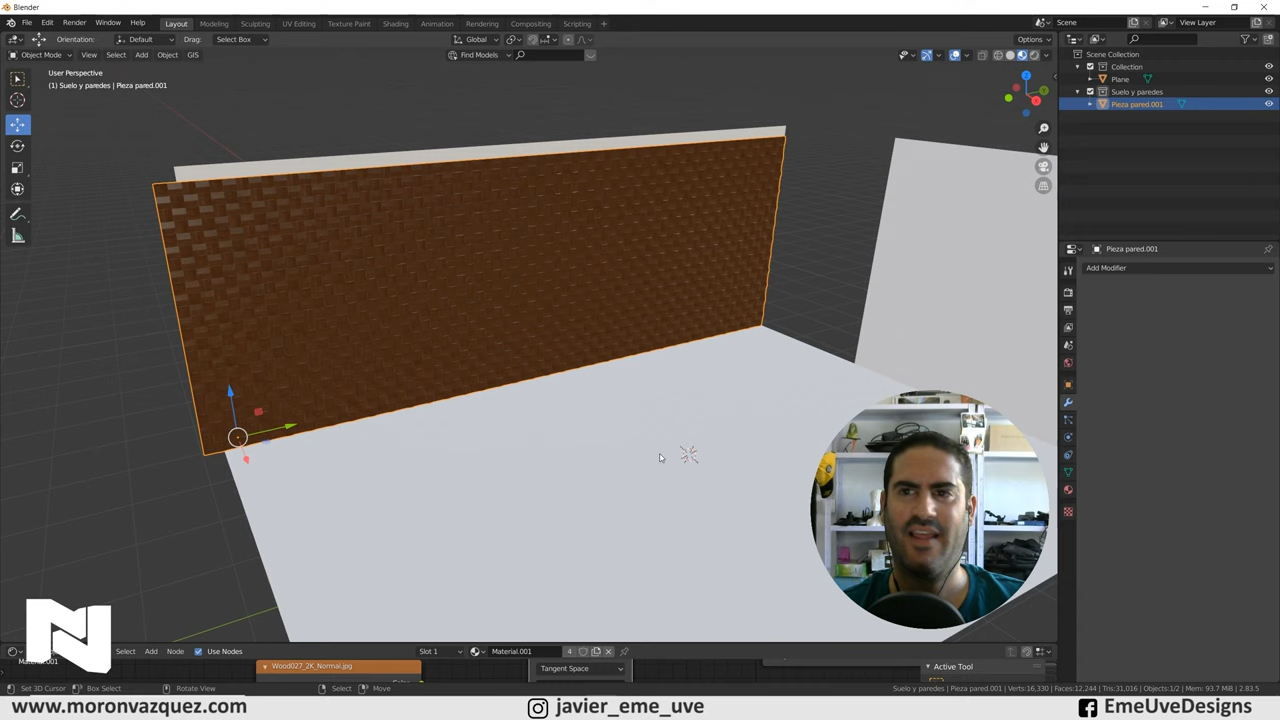 Blender
File Edit Render Window Help Layout Modeling Sculpting UV Editing Texture Paint Shading Animation Rendering Compositing Scripting + Scene View Layer
Orientation: Default Drag: Select Box Global Options
Object Mode View Select Add Object GIS Find Models
User Perspective
(1) Suelo y paredes | Pieza pared.001
Scene Collection
Collection
Plane
Suelo y paredes
Pieza pared.001
Pieza pared.001
Add Modifier
Select Add Node Use Nodes Slot 1 Material.001 4
Material.001
Wood027_2K_Normal.jpg
Tangent Space
Active Tool
Set 3D Cursor Box Select Rotate View Select Move Suelo y paredes | Pieza pared.001 | Verts:16,330 | Faces:12,244 | Tris:31,016 | Objects:1/2 | Mem: 93.7 MiB | 2.83.5
www.moronvazquez.com javier_eme_uve EmeUveDesigns